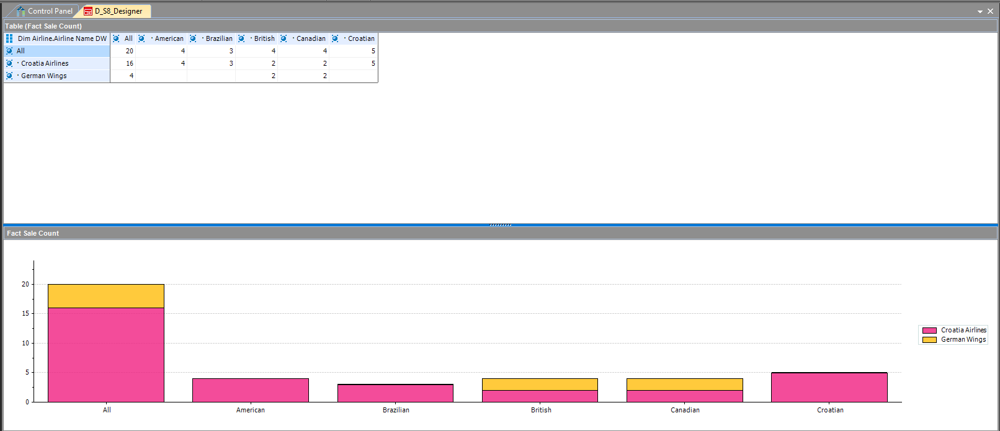 Control Panel D_S8_Designer
Table (Fact Sale Count)
Dim Airline.Airline Name DW All · American · Brazilian · British · Canadian · Croatian
All 20 4 3 4 4 5
· Croatia Airlines 16 4 3 2 2 5
· German Wings 4 2 2
Fact Sale Count
20
15
10
5
0
All American Brazilian British Canadian Croatian
Croatia Airlines
German Wings